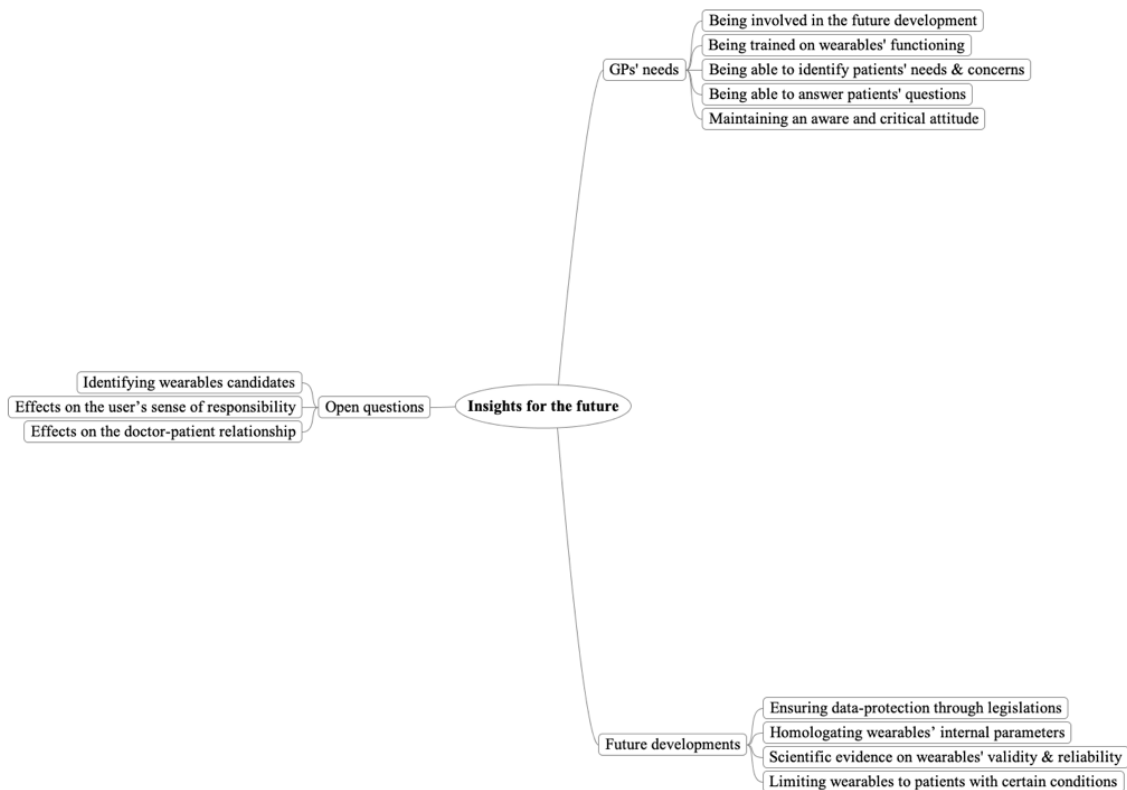 Being involved in the future development
Being trained on wearables' functioning
GPs' needs
Being able to identify patients' needs & concerns
Being able to answer patients' questions
Maintaining an aware and critical attitude
Identifying wearables candidates
Effects on the user’s sense of responsibility
Open questions
Insights for the future
Effects on the doctor-patient relationship
Ensuring data-protection through legislations
Homologating wearables’ internal parameters
Future developments
Scientific evidence on wearables' validity & reliability
Limiting wearables to patients with certain conditions